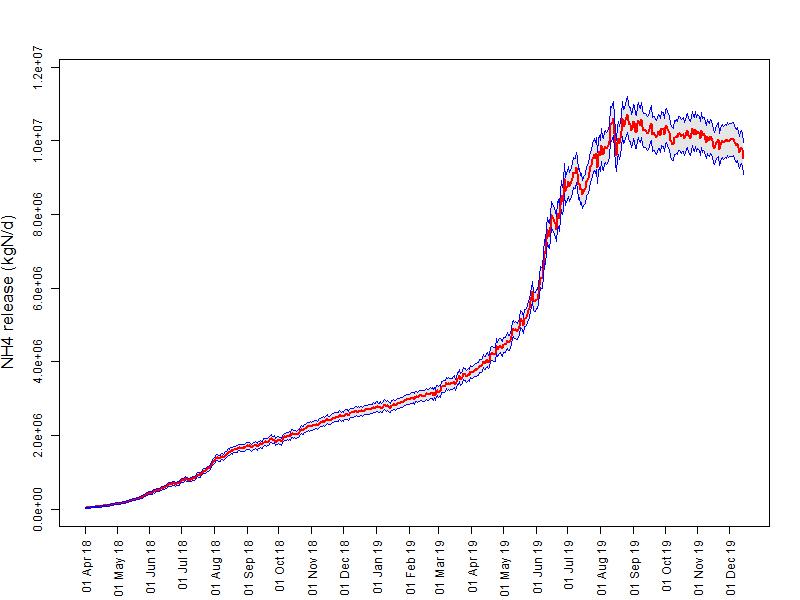 NH4 release (kgN/d)
1.2e+07
1.0e+07
8.0e+06
6.0e+06
4.0e+06
2.0e+06
0.0e+00
01 Apr 18
01 May 18
01 Jun 18
01 Jul 18
01 Aug 18
01 Sep 18
01 Oct 18
01 Nov 18
01 Dec 18
01 Jan 19
01 Feb 19
01 Mar 19
01 Apr 19
01 May 19
01 Jun 19
01 Jul 19
01 Aug 19
01 Sep 19
01 Oct 19
01 Nov 19
01 Dec 19